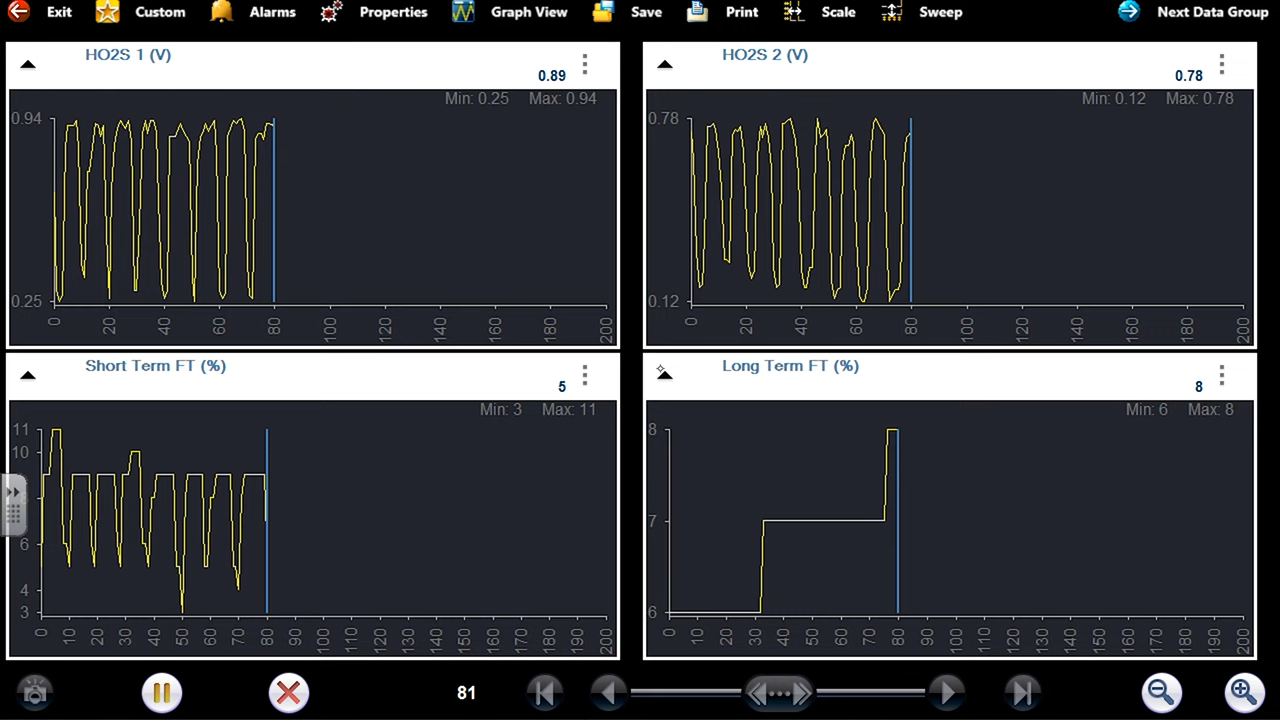 Exit Custom Alarms Properties Graph View Save Print Scale Sweep Next Data Group
HO2S 1 (V)
0.89
Min: 0.25 Max: 0.94
0.94
0.25
0 20 40 60 80 100 120 140 160 180 200
HO2S 2 (V)
0.78
Min: 0.12 Max: 0.78
0.78
0.12
0 20 40 60 80 100 120 140 160 180 200
Short Term FT (%)
5
Min: 3 Max: 11
11
10
6
4
3
0 10 20 30 40 50 60 70 80 90 100 110 120 130 140 150 160 170 180 190 200
Long Term FT (%)
8
Min: 6 Max: 8
8
7
6
0 10 20 30 40 50 60 70 80 90 100 110 120 130 140 150 160 170 180 190 200
81